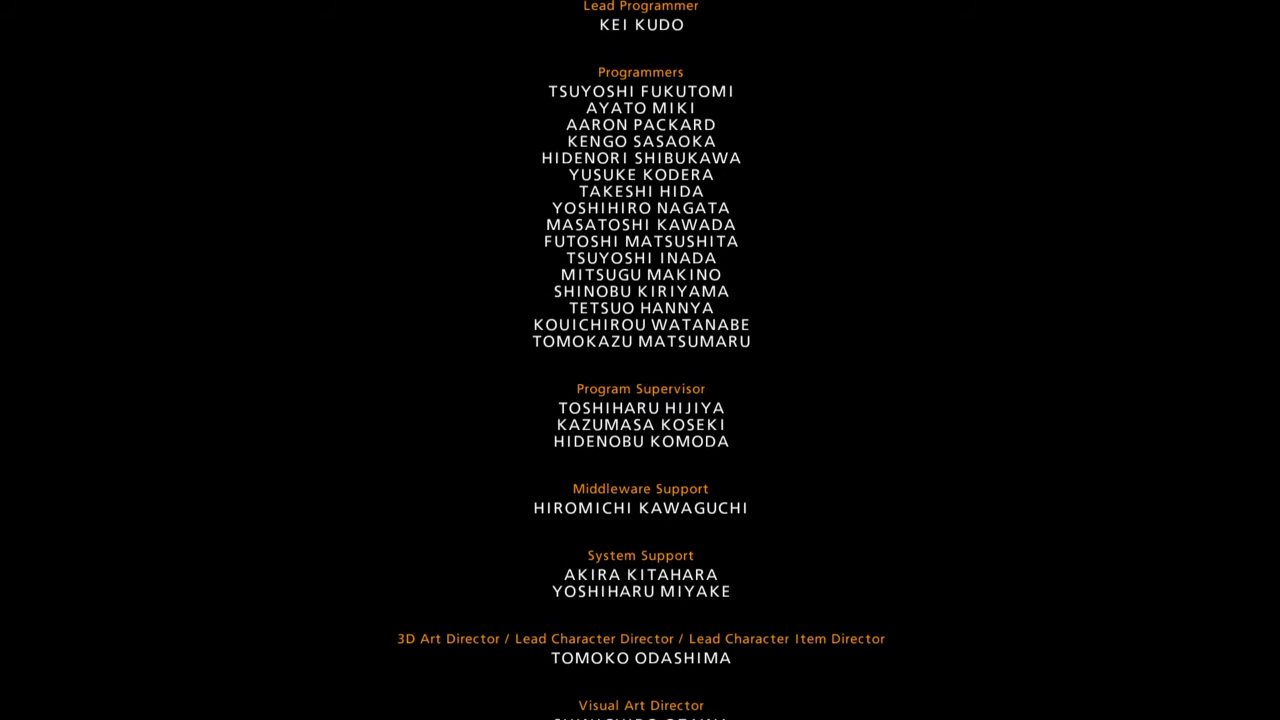 Lead Programmer
KEI KUDO
Programmers
TSUYOSHI FUKUTOMI
AYATO MIKI
AARON PACKARD
KENGO SASAOKA
HIDENORI SHIBUKAWA
YUSUKE KODERA
TAKESHI HIDA
YOSHIHIRO NAGATA
MASATOSHI KAWADA
FUTOSHI MATSUSHITA
TSUYOSHI INADA
MITSUGU MAKINO
SHINOBU KIRIYAMA
TETSUO HANNYA
KOUICHIROU WATANABE
TOMOKAZU MATSUMARU
Program Supervisor
TOSHIHARU HIJIYA
KAZUMASA KOSEKI
HIDENOBU KOMODA
Middleware Support
HIROMICHI KAWAGUCHI
System Support
AKIRA KITAHARA
YOSHIHARU MIYAKE
3D Art Director / Lead Character Director / Lead Character Item Director
TOMOKO ODASHIMA
Visual Art Director